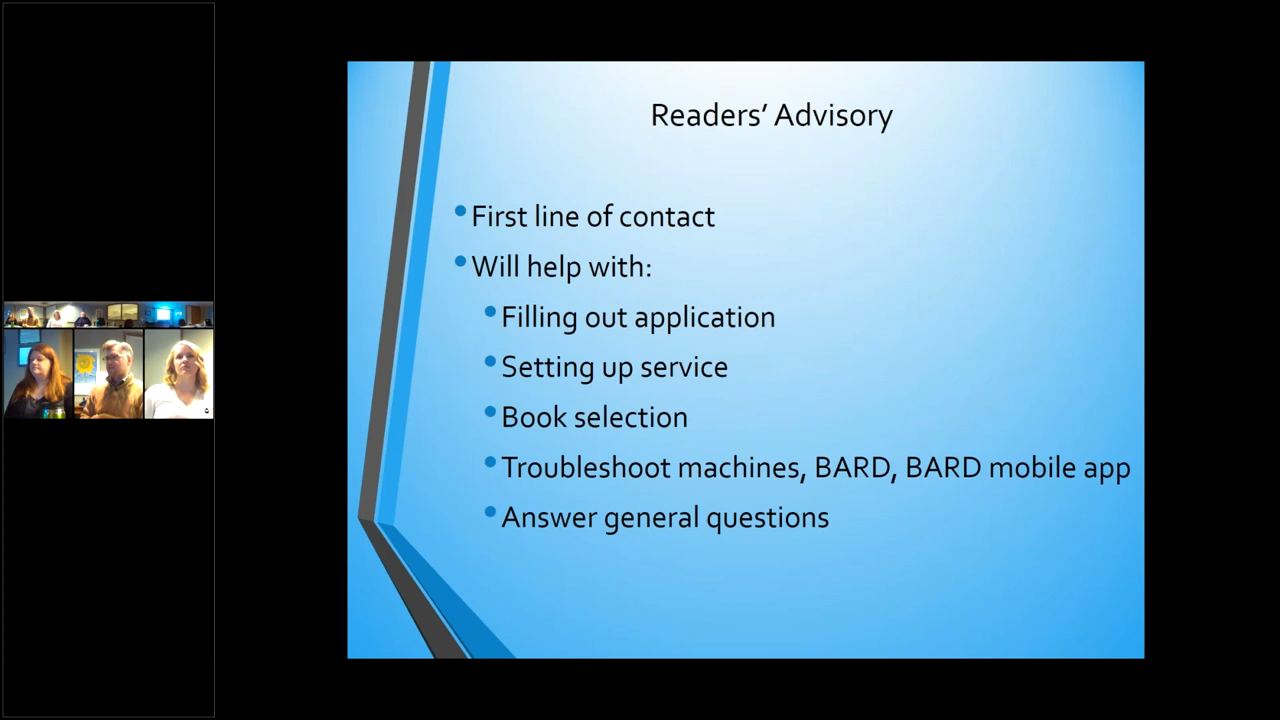 Readers’ Advisory
First line of contact
Will help with:
Filling out application
Setting up service
Book selection
Troubleshoot machines, BARD, BARD mobile app
Answer general questions